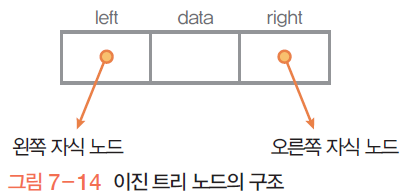 left data right
왼쪽 자식 노드 오른쪽 자식 노드
그림 7-14 이진 트리 노드의 구조